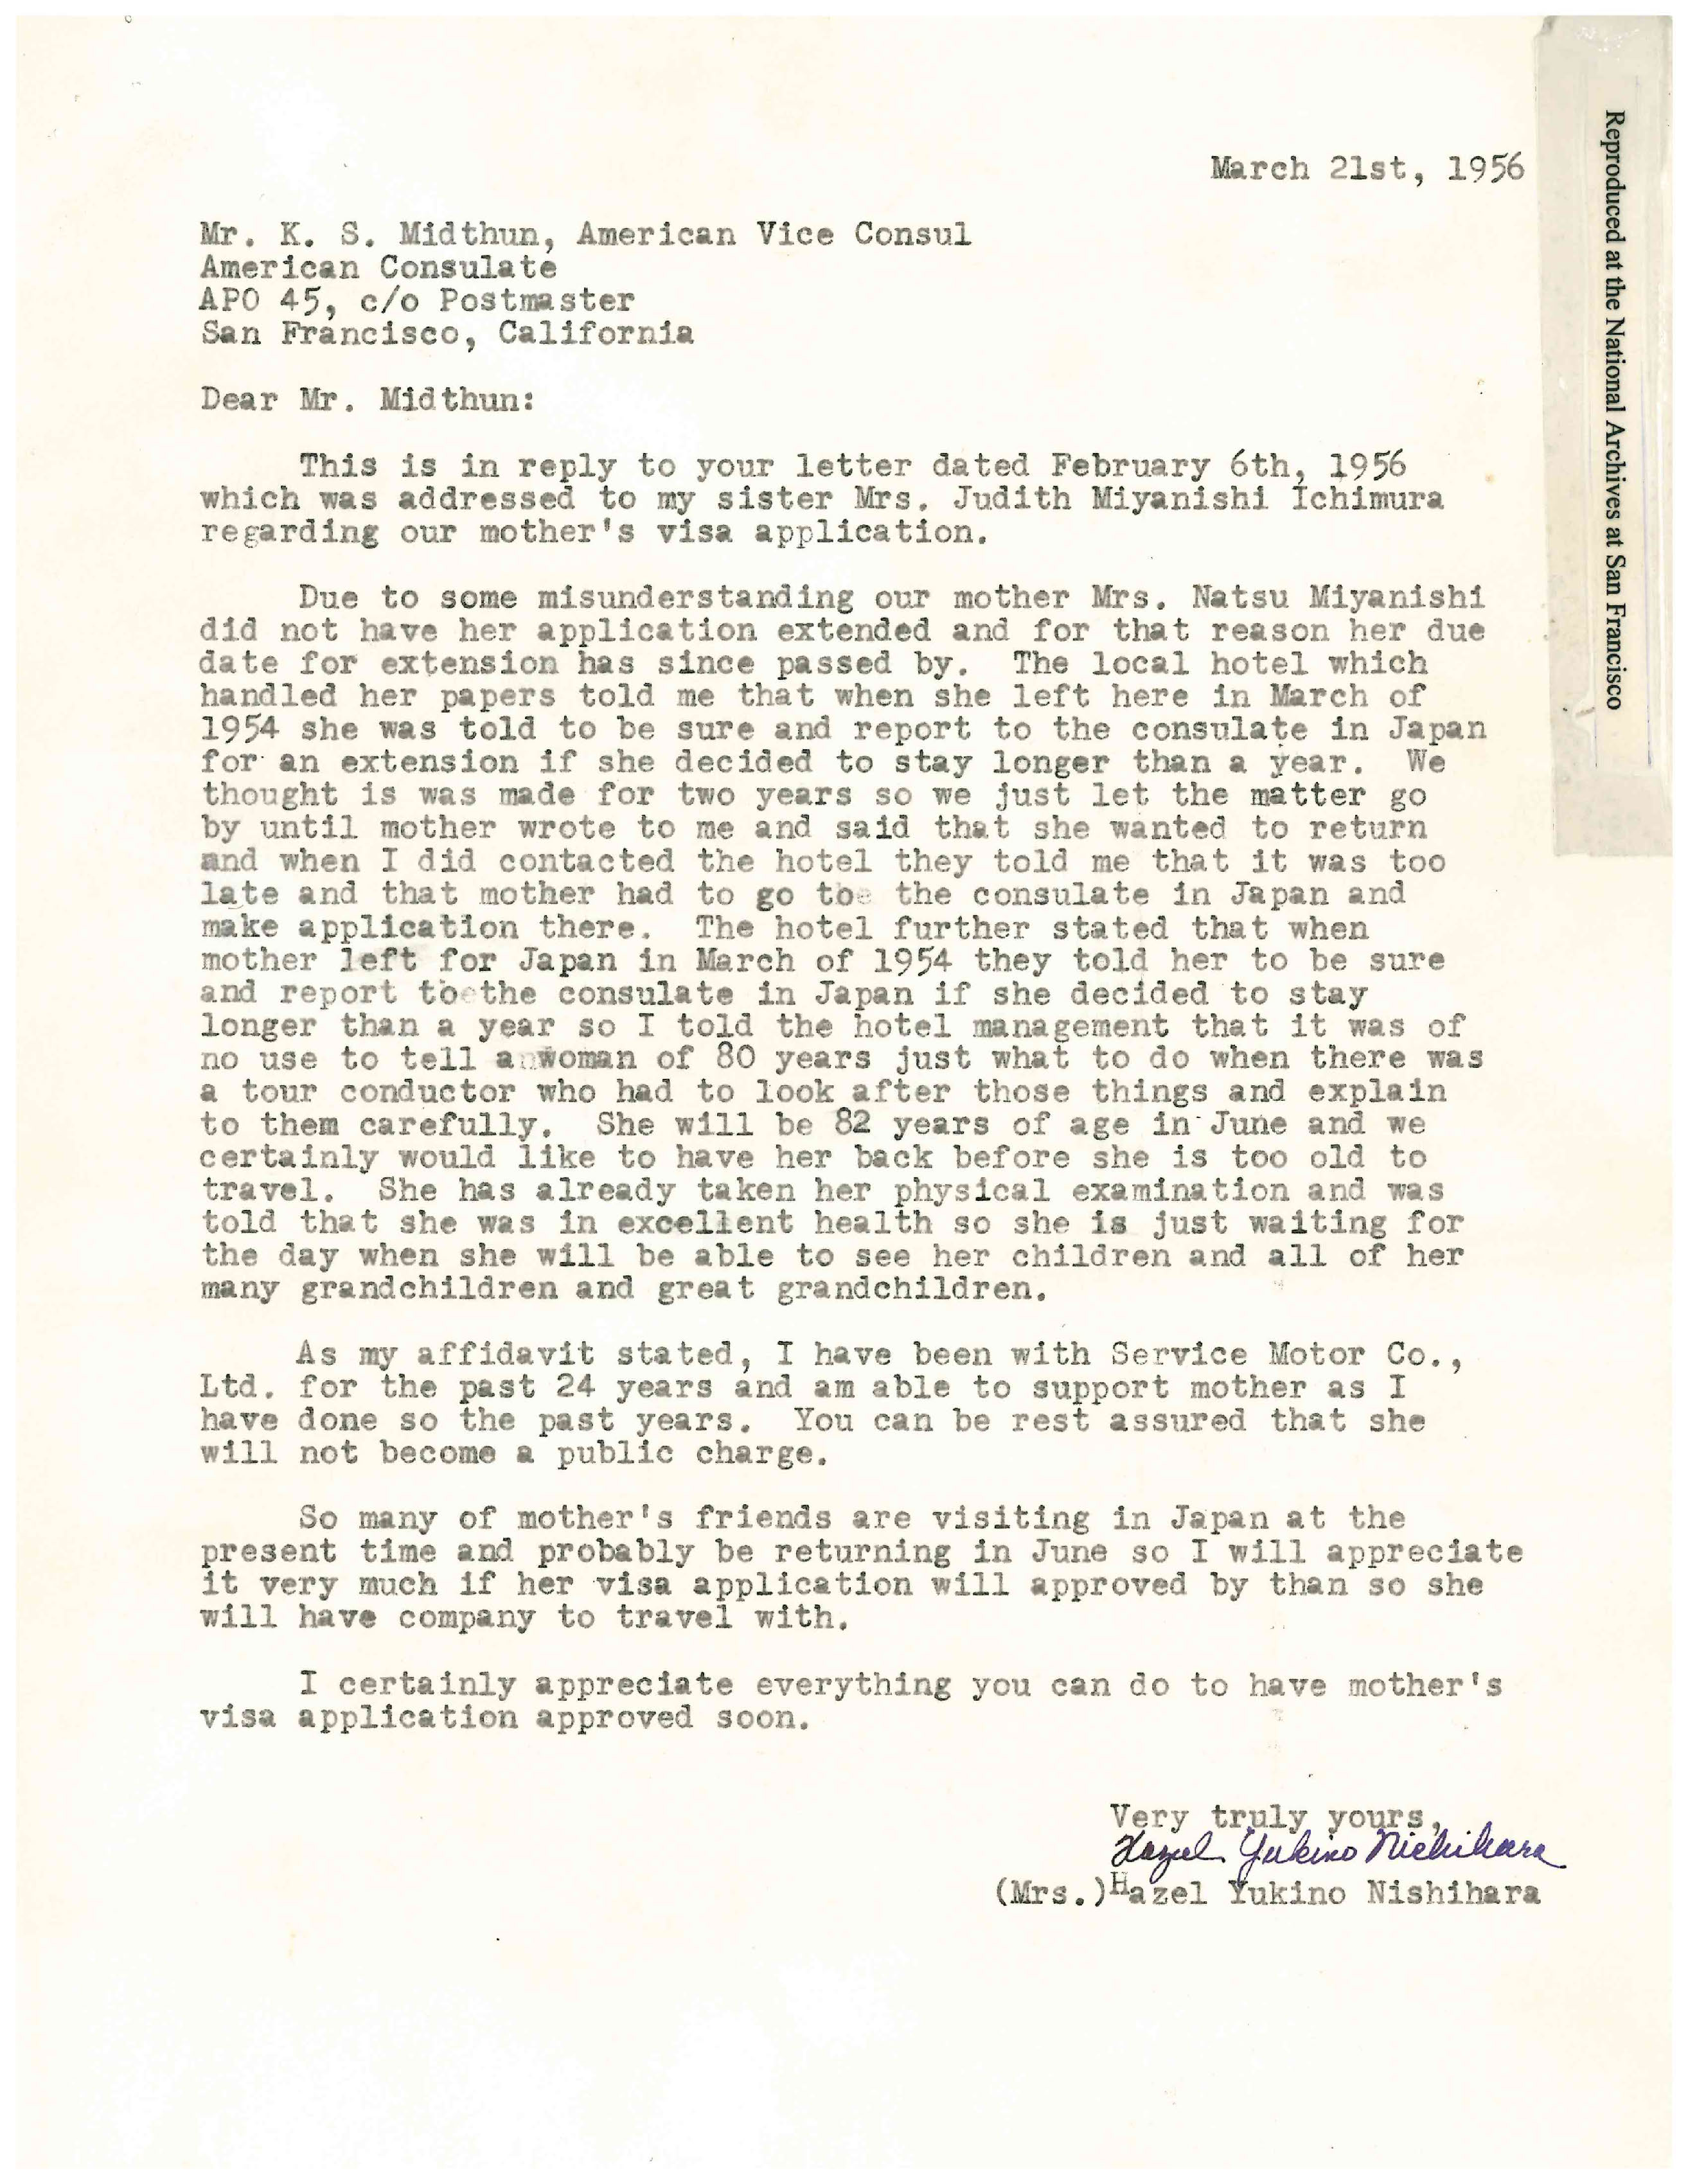 March 21st, 1956
Mr. K. S. Midthun, American Vice Consul
American Consulate
APO 45, c/o Postmaster
San Francisco, California
Dear Mr. Midthun:
This is in reply to your letter dated February 6th, 1956
which was addressed to my sister Mrs. Judith Miyanishi Ichimura
regarding our mother's visa application.
Due to some misunderstanding our mother Mrs. Natsu Miyanishi
did not have her application extended and for that reason her due
date for extension has since passed by. The local hotel which
handled her papers told me that when she left here in March of
1954 she was told to be sure and report to the consulate in Japan
for an extension if she decided to stay longer than a year. We
thought is was made for two years so we just let the matter go
by until mother wrote to me and said that she wanted to return
and when I did contacted the hotel they told me that it was too
late and that mother had to go to the consulate in Japan and
make application there. The hotel further stated that when
mother left for Japan in March of 1954 they told her to be sure
and report to the consulate in Japan if she decided to stay
longer than a year so I told the hotel management that it was of
no use to tell a woman of 80 years just what to do when there was
a tour conductor who had to look after those things and explain
to them carefully. She will be 82 years of age in June and we
certainly would like to have her back before she is too old to
travel. She has already taken her physical examination and was
told that she was in excellent health so she is just waiting for
the day when she will be able to see her children and all of her
many grandchildren and great grandchildren.
As my affidavit stated, I have been with Service Motor Co.,
Ltd. for the past 24 years and am able to support mother as I
have done so the past years. You can be rest assured that she
will not become a public charge.
So many of mother's friends are visiting in Japan at the
present time and probably be returning in June so I will appreciate
it very much if her visa application will approved by than so she
will have company to travel with.
I certainly appreciate everything you can do to have mother's
visa application approved soon.
Very truly yours,
Hazel Yukino Nishihara
(Mrs.)Hazel Yukino Nishihara
Reproduced at the National Archives at San Francisco